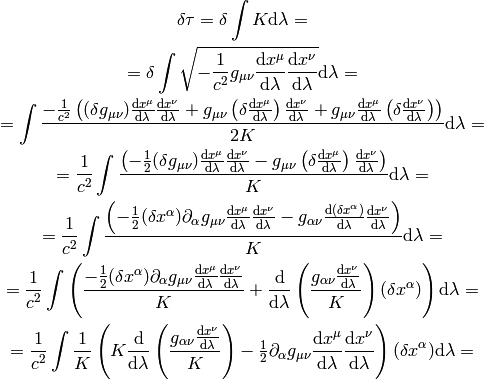 $\delta\tau = \delta \int K \mathrm{d}\lambda =$
$= \delta \int \sqrt{-\frac{1}{c^2} g_{\mu\nu} \frac{\mathrm{d}x^\mu}{\mathrm{d}\lambda} \frac{\mathrm{d}x^\nu}{\mathrm{d}\lambda}} \mathrm{d}\lambda =$
$= \int \frac{-\frac{1}{c^2} \left( (\delta g_{\mu\nu}) \frac{\mathrm{d}x^\mu}{\mathrm{d}\lambda} \frac{\mathrm{d}x^\nu}{\mathrm{d}\lambda} + g_{\mu\nu} \left( \delta \frac{\mathrm{d}x^\mu}{\mathrm{d}\lambda} \right) \frac{\mathrm{d}x^\nu}{\mathrm{d}\lambda} + g_{\mu\nu} \frac{\mathrm{d}x^\mu}{\mathrm{d}\lambda} \left( \delta \frac{\mathrm{d}x^\nu}{\mathrm{d}\lambda} \right) \right)}{2K} \mathrm{d}\lambda =$
$= \frac{1}{c^2} \int \frac{\left( -\frac{1}{2} (\delta g_{\mu\nu}) \frac{\mathrm{d}x^\mu}{\mathrm{d}\lambda} \frac{\mathrm{d}x^\nu}{\mathrm{d}\lambda} - g_{\mu\nu} \left( \delta \frac{\mathrm{d}x^\mu}{\mathrm{d}\lambda} \right) \frac{\mathrm{d}x^\nu}{\mathrm{d}\lambda} \right)}{K} \mathrm{d}\lambda =$
$= \frac{1}{c^2} \int \frac{\left( -\frac{1}{2} (\delta x^\alpha) \partial_\alpha g_{\mu\nu} \frac{\mathrm{d}x^\mu}{\mathrm{d}\lambda} \frac{\mathrm{d}x^\nu}{\mathrm{d}\lambda} - g_{\alpha\nu} \frac{\mathrm{d}(\delta x^\alpha)}{\mathrm{d}\lambda} \frac{\mathrm{d}x^\nu}{\mathrm{d}\lambda} \right)}{K} \mathrm{d}\lambda =$
$= \frac{1}{c^2} \int \left( \frac{-\frac{1}{2} (\delta x^\alpha) \partial_\alpha g_{\mu\nu} \frac{\mathrm{d}x^\mu}{\mathrm{d}\lambda} \frac{\mathrm{d}x^\nu}{\mathrm{d}\lambda}}{K} + \frac{\mathrm{d}}{\mathrm{d}\lambda} \left( \frac{g_{\alpha\nu} \frac{\mathrm{d}x^\nu}{\mathrm{d}\lambda}}{K} \right) (\delta x^\alpha) \right) \mathrm{d}\lambda =$
$= \frac{1}{c^2} \int \frac{1}{K} \left( K \frac{\mathrm{d}}{\mathrm{d}\lambda} \left( \frac{g_{\alpha\nu} \frac{\mathrm{d}x^\nu}{\mathrm{d}\lambda}}{K} \right) - \frac{1}{2} \partial_\alpha g_{\mu\nu} \frac{\mathrm{d}x^\mu}{\mathrm{d}\lambda} \frac{\mathrm{d}x^\nu}{\mathrm{d}\lambda} \right) (\delta x^\alpha) \mathrm{d}\lambda =$